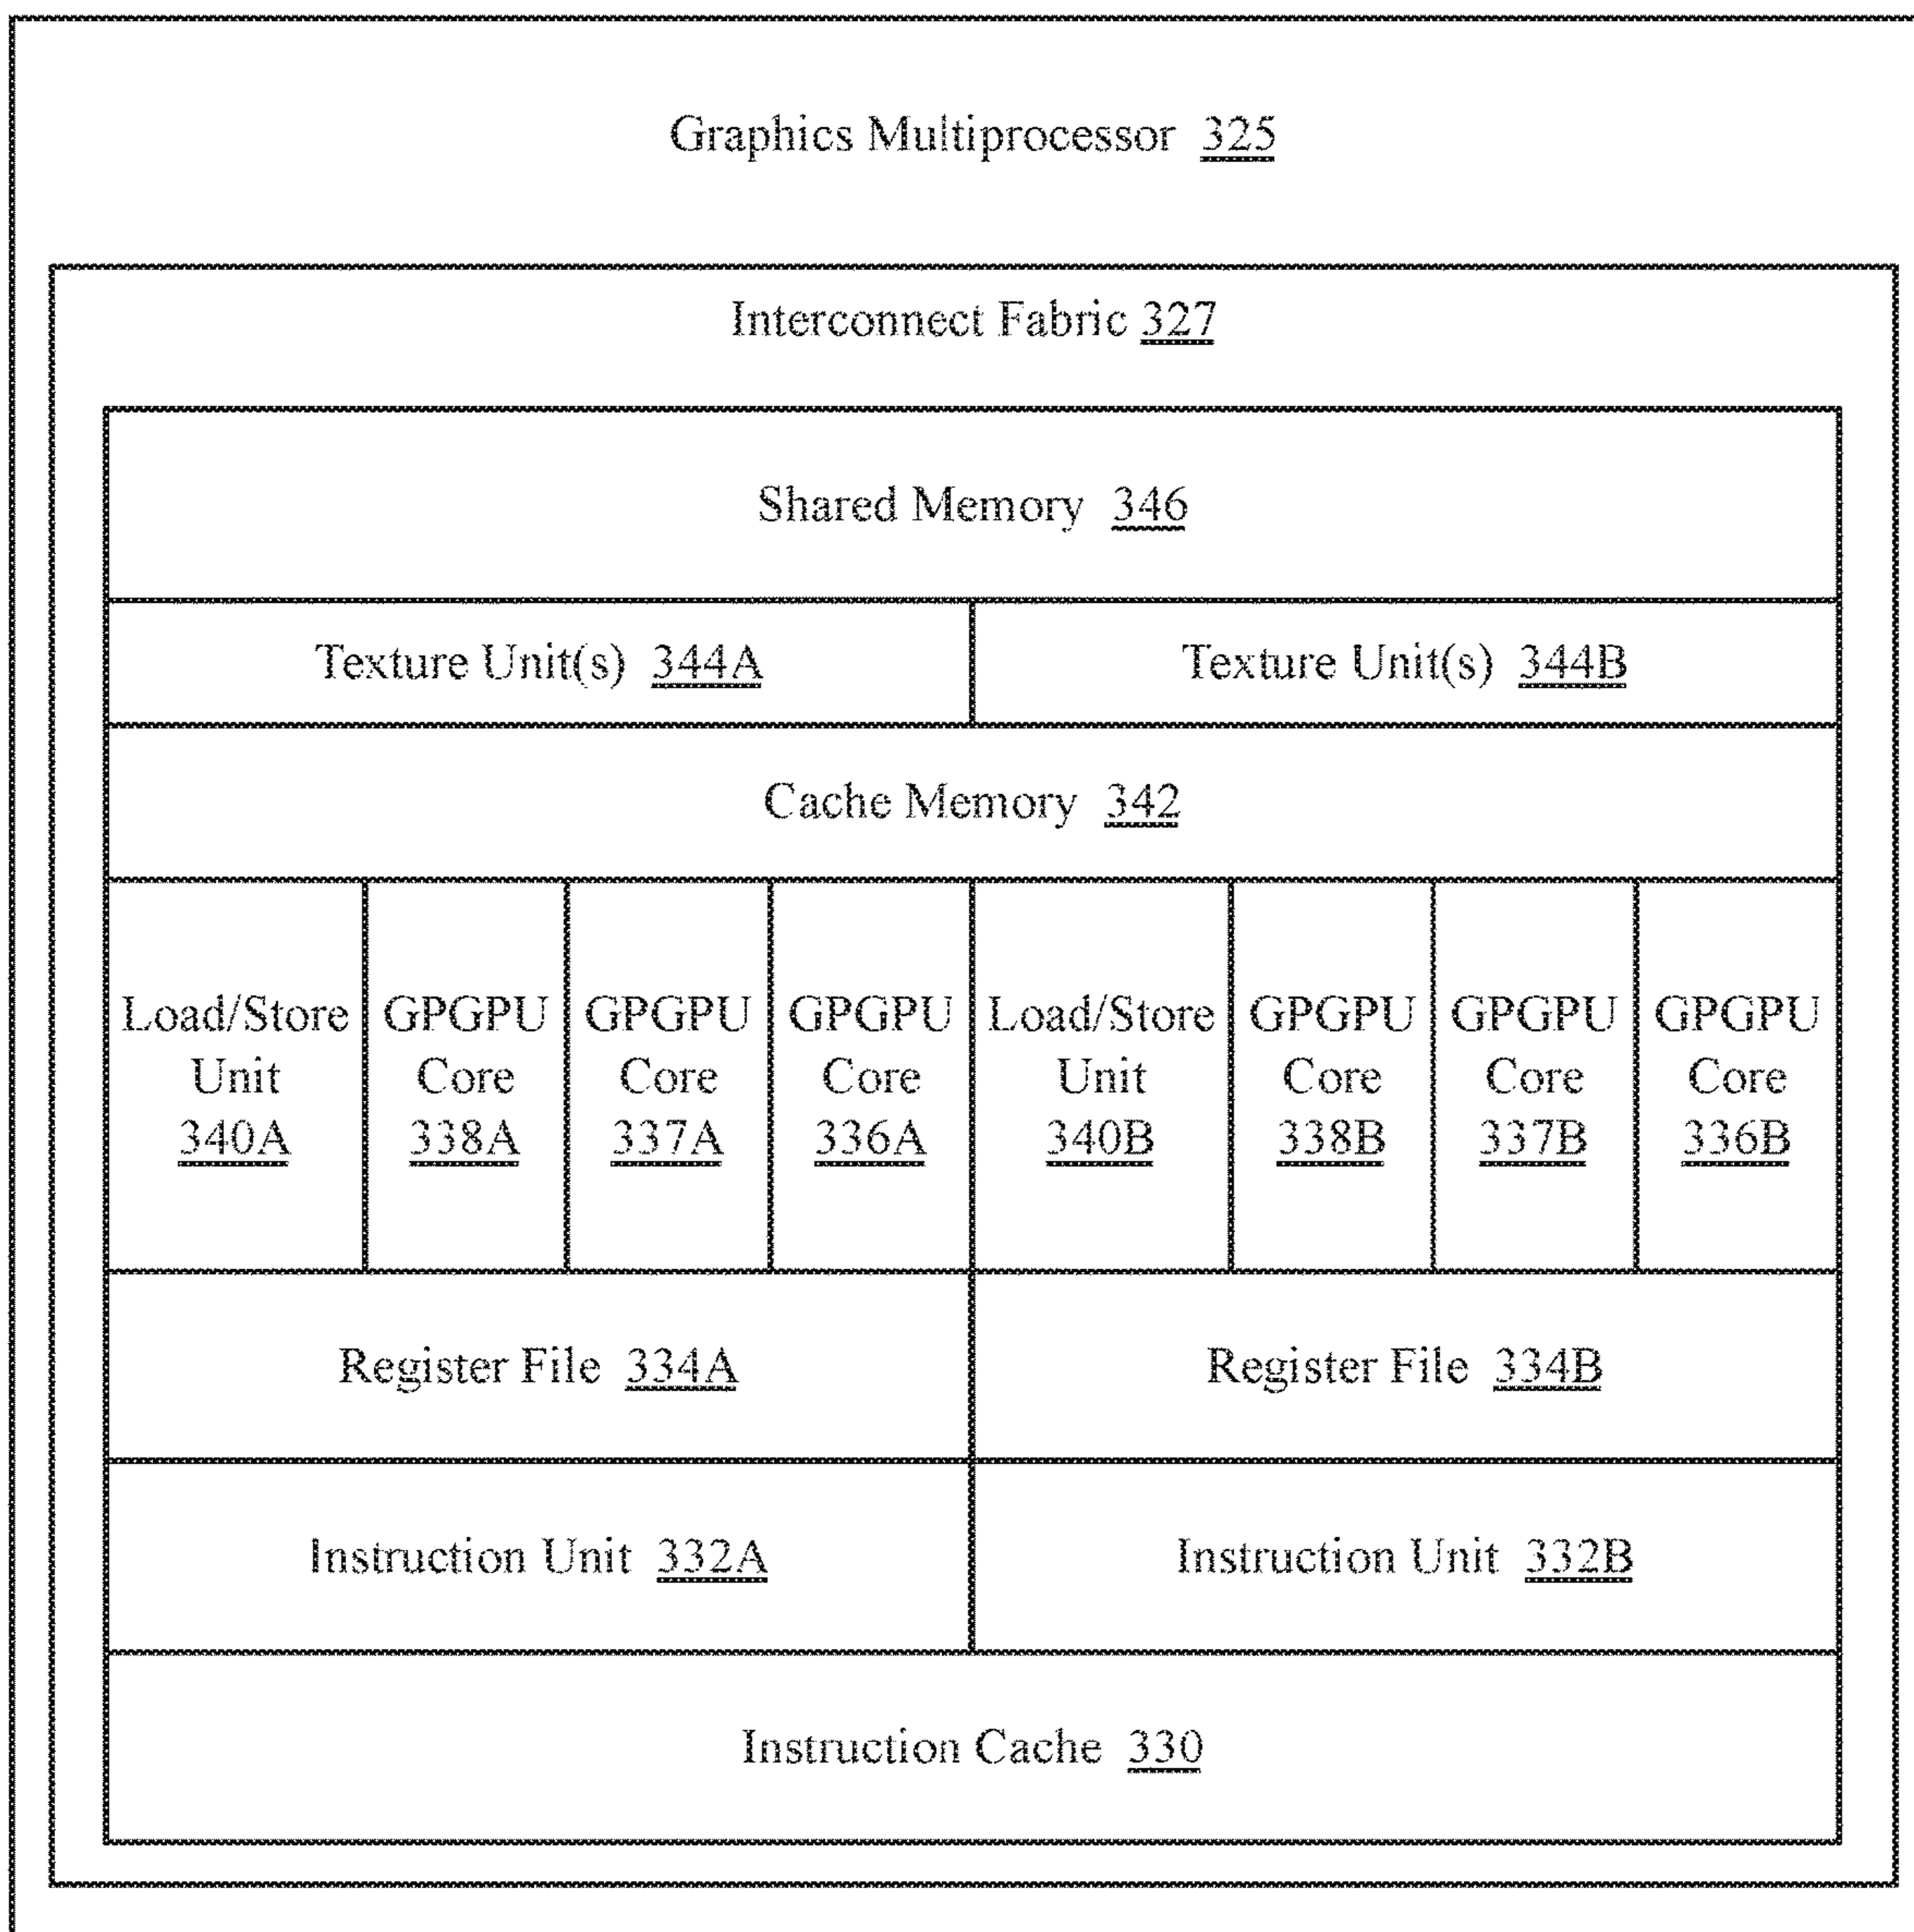 Graphics Multiprocessor 325
Interconnect Fabric 327
Shared Memory 346
Texture Unit(s) 344A
Texture Unit(s) 344B
Cache Memory 342
Load/Store
Unit
340A
GPGPU
Core
338A
GPGPU
Core
337A
GPGPU
Core
336A
Load/Store
Unit
340B
GPGPU
Core
338B
GPGPU
Core
337B
GPGPU
Core
336B
Register File 334A
Register File 334B
Instruction Unit 332A
Instruction Unit 332B
Instruction Cache 330